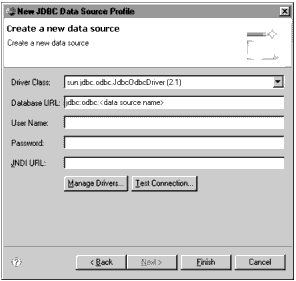 New JDBC Data Source Profile
Create a new data source
Create a new data source
Driver Class: sun.jdbc.odbc.JdbcOdbcDriver (2.1)
Database URL: jdbc:odbc:<data source name>
User Name:
Password:
JNDI URL:
Manage Drivers... Test Connection...
? < Back Next > Finish Cancel